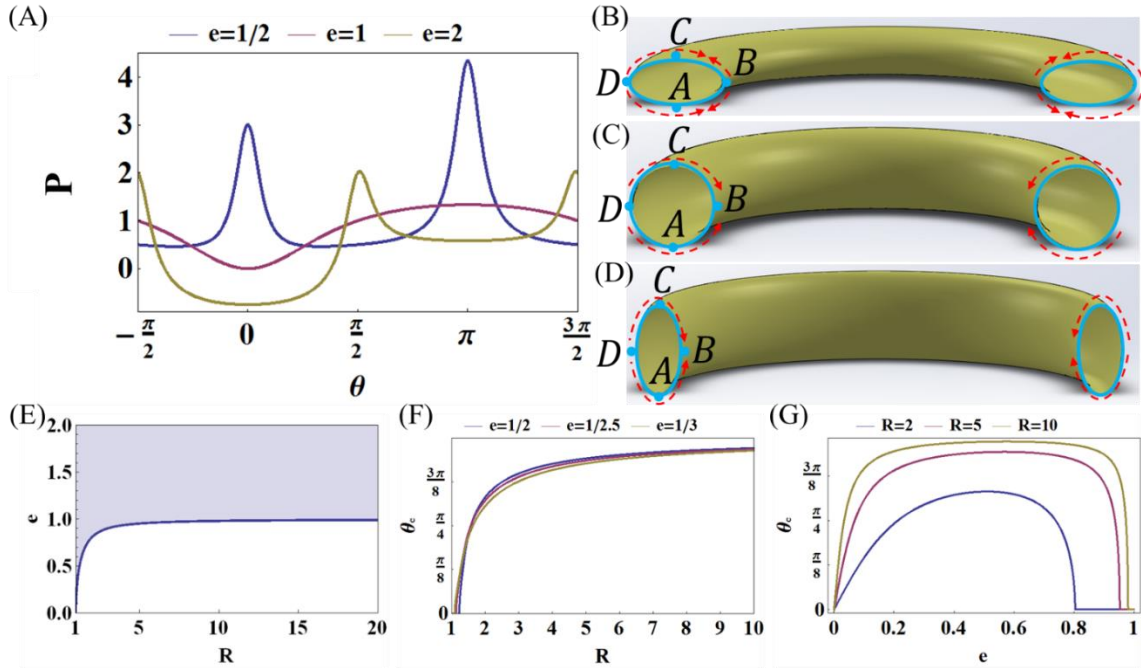 (A)
e=1/2 e=1 e=2
P
4
3
2
1
0
−π/2 0 π/2 π 3π/2
θ
(B)
C
D A B
(C)
C
D A B
(D)
C
D A B
(E)
e
2.0
1.5
1.0
0.5
0.0
1 5 10 15 20
R
(F)
e=1/2 e=1/2.5 e=1/3
θc
3π/8
π/4
π/8
0
1 2 3 4 5 6 7 8 9 10
R
(G)
R=2 R=5 R=10
θc
3π/8
π/4
π/8
0
0 0.2 0.4 0.6 0.8 1
e